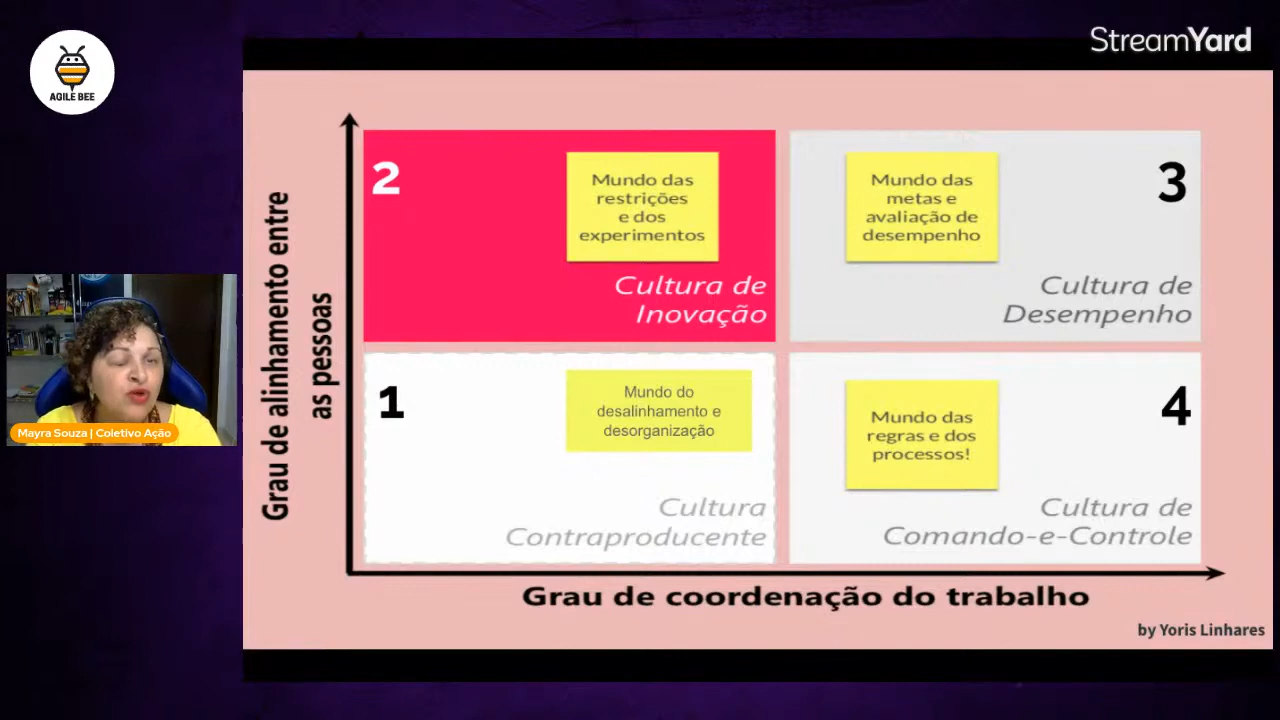 AGILE BEE
StreamYard
Grau de alinhamento entre
as pessoas
2
Mundo das
restrições
e dos
experimentos
Cultura de
Inovação
3
Mundo das
metas e
avaliação de
desempenho
Cultura de
Desempenho
1
Mundo do
desalinhamento e
desorganização
Cultura
Contraproducente
4
Mundo das
regras e dos
processos!
Cultura de
Comando-e-Controle
Grau de coordenação do trabalho
by Yoris Linhares
Mayra Souza | Coletivo Ação